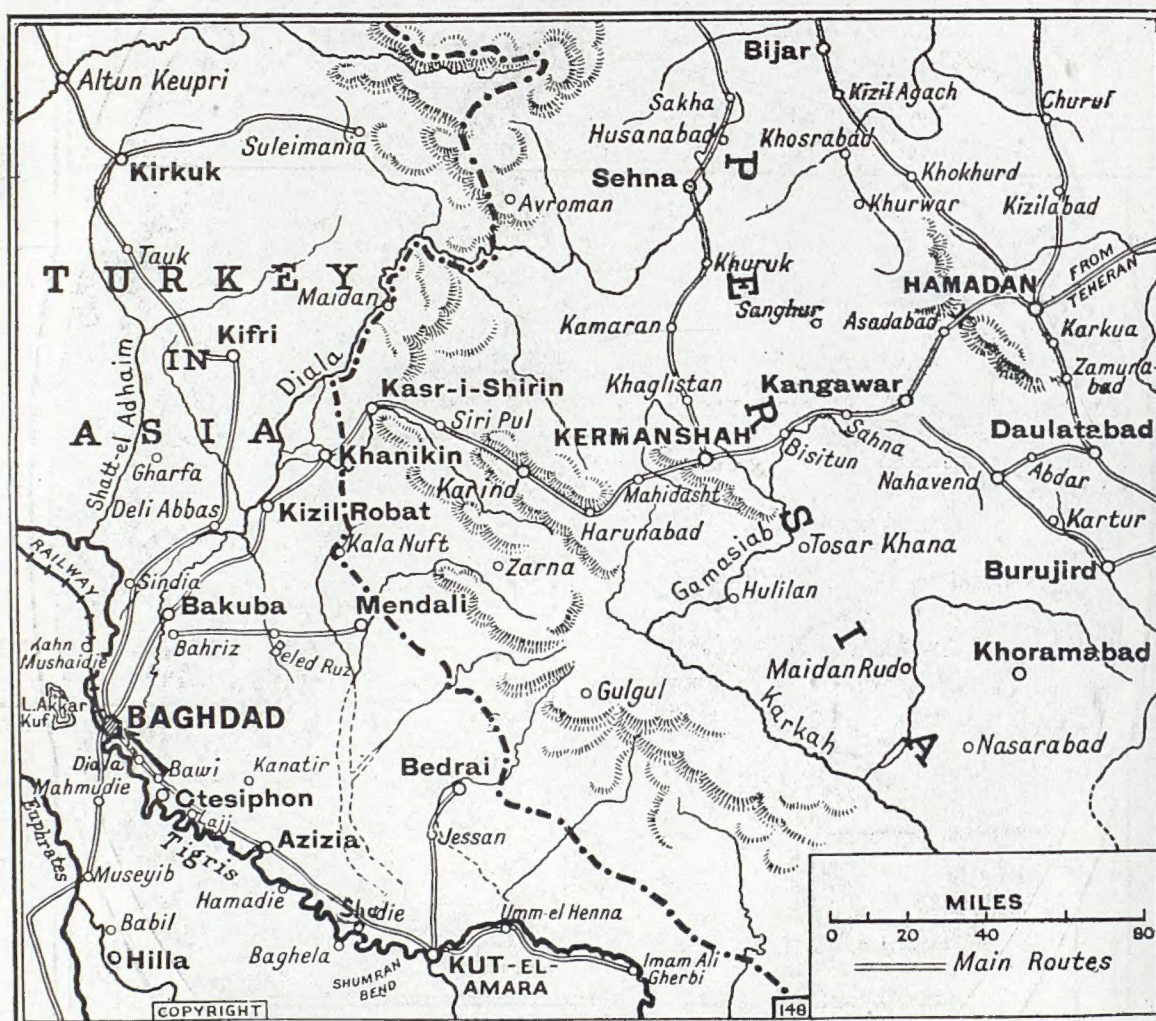 Altun Keupri
Kirkuk
Suleimania
Tauk
TURKEY
IN
ASIA
Kifri
Maidan
Diala
Shatt-el Adhaim
Gharfa
Deli Abbas
Avroman
Sakha
Husanabad
Sehna
Khuruk
Kamaran
Khaglistan
Bijar
Kizil Agach
Khosrabad
Khokhurd
Khurwar
Churuf
Kizilabad
PERSIA
Sanghur
HAMADAN
FROM
TEHERAN
Asadabad
Karkua
Zamuna-
bad
Kasr-i-Shirin
Siri Pul
Khanikin
Karind
KERMANSHAH
Kangawar
Sahna
Bisitun
Mahidasht
Harunabad
Daulatabad
Abdar
Nahavend
Kartur
Burujird
Kizil Robat
Kala Nuft
Zarna
Gamasiab
Tosar Khana
Hulilan
RAILWAY
Sindia
Bakuba
Bahriz
Beled Ruz
Mendali
Kahn
Mushaidie
L. Akkar
Kuf
BAGHDAD
Gulgul
Karkah
Maidan Rud
Khoramabad
Nasarabad
Diala
Bawi
Kanatir
Mahmudie
Ctesiphon
Lajj
Bedrai
Jessan
Azizia
Tigris
Euphrates
Museyib
Hamadie
Babil
Hilla
Baghela
SHUMRAN
BEND
KUT-EL-
AMARA
Umm-el Henna
Imam Ali
Gherbi
MILES
0 20 40 60 80
Main Routes
COPYRIGHT
148